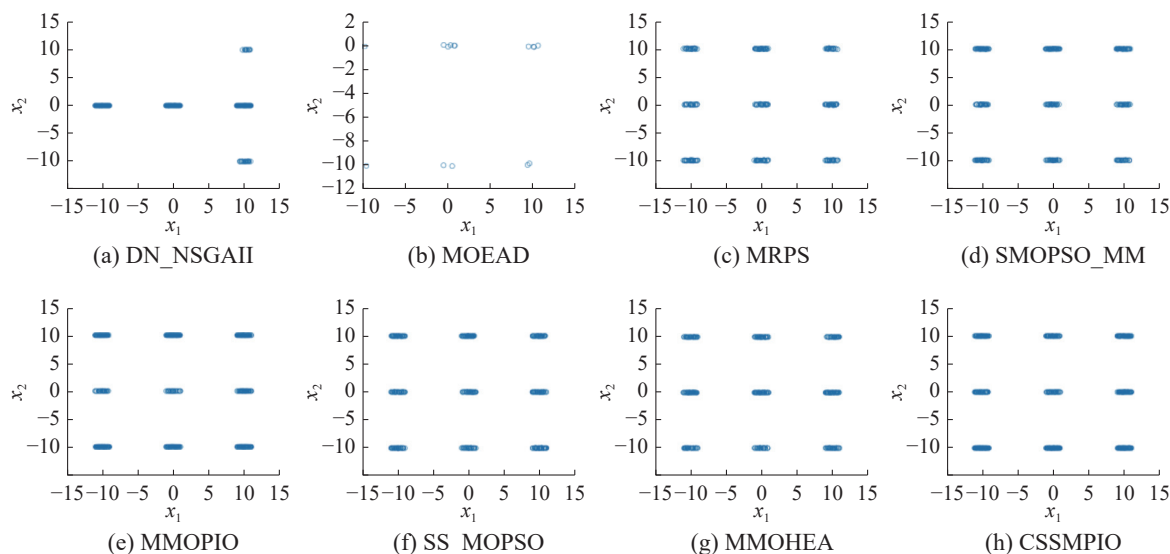 15
10
5
0
−5
−10
−15 −10 −5 0 5 10 15
x₂
x₁
(a) DN_NSGAII
2
0
−2
−4
−6
−8
−10
−12
−10 −5 0 5 10 15
x₂
x₁
(b) MOEAD
15
10
5
0
−5
−10
−15 −10 −5 0 5 10 15
x₂
x₁
(c) MRPS
15
10
5
0
−5
−10
−15 −10 −5 0 5 10 15
x₂
x₁
(d) SMOPSO_MM
15
10
5
0
−5
−10
−15 −10 −5 0 5 10 15
x₂
x₁
(e) MMOPIO
15
10
5
0
−5
−10
−15 −10 −5 0 5 10 15
x₂
x₁
(f) SS_MOPSO
15
10
5
0
−5
−10
−15 −10 −5 0 5 10 15
x₂
x₁
(g) MMOHEA
15
10
5
0
−5
−10
−15 −10 −5 0 5 10 15
x₂
x₁
(h) CSSMPIO